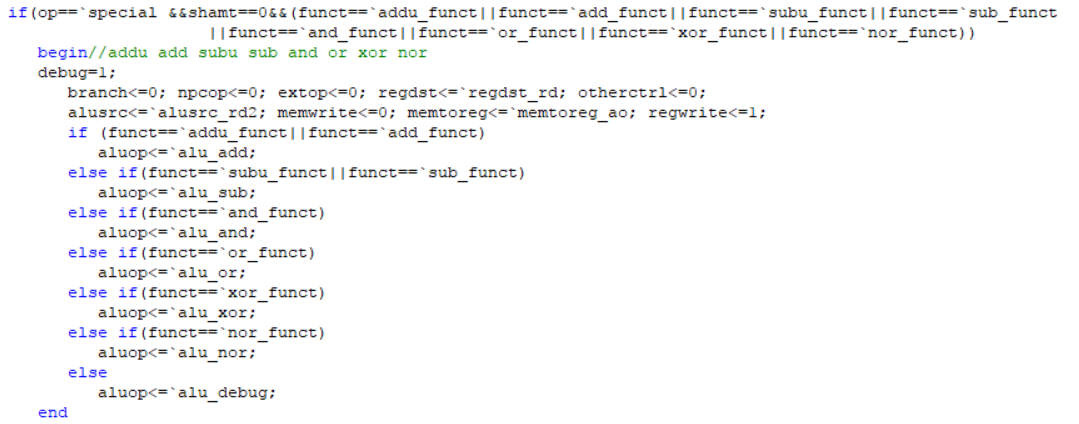 if(op==`special &&shamt==0&&(funct==`addu_funct||funct==`add_funct||funct==`subu_funct||funct==`sub_funct
||funct==`and_funct||funct==`or_funct||funct==`xor_funct||funct==`nor_funct))
begin//addu add subu sub and or xor nor
debug=1;
branch<=0; npcop<=0; extop<=0; regdst<=`regdst_rd; otherctrl<=0;
alusrc<=`alusrc_rd2; memwrite<=0; memtoreg<=`memtoreg_ao; regwrite<=1;
if (funct==`addu_funct||funct==`add_funct)
aluop<=`alu_add;
else if(funct==`subu_funct||funct==`sub_funct)
aluop<=`alu_sub;
else if(funct==`and_funct)
aluop<=`alu_and;
else if(funct==`or_funct)
aluop<=`alu_or;
else if(funct==`xor_funct)
aluop<=`alu_xor;
else if(funct==`nor_funct)
aluop<=`alu_nor;
else
aluop<=`alu_debug;
end